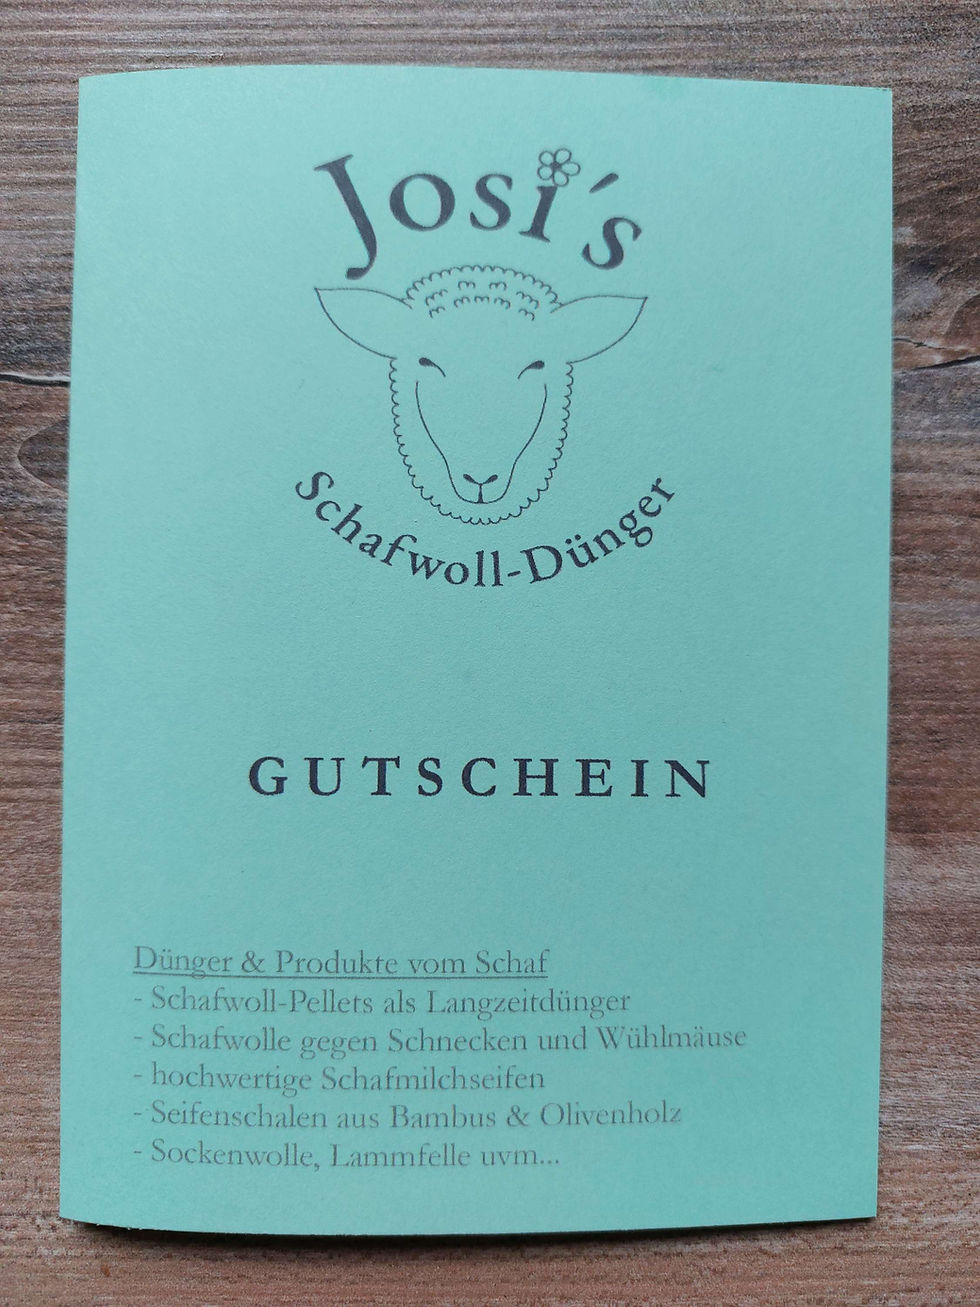 Josi´s
Schafwoll-Dünger
GUTSCHEIN
Dünger & Produkte vom Schaf
- Schafwoll-Pellets als Langzeitdünger
- Schafwolle gegen Schnecken und Wühlmäuse
- hochwertige Schafmilchseifen
- Seifenschalen aus Bambus & Olivenholz
- Sockenwolle, Lammfelle uvm...